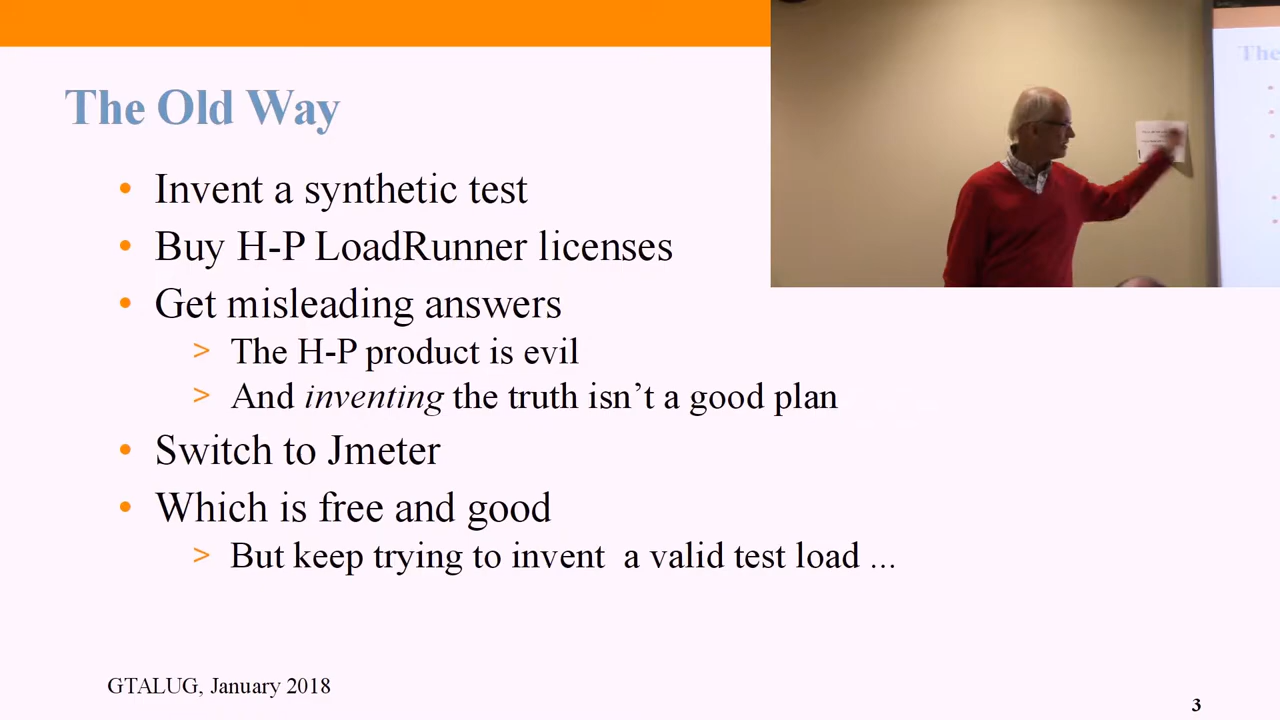 The Old Way
• Invent a synthetic test
• Buy H-P LoadRunner licenses
• Get misleading answers
> The H-P product is evil
> And inventing the truth isn’t a good plan
• Switch to Jmeter
• Which is free and good
> But keep trying to invent  a valid test load ...
GTALUG, January 2018
3
The